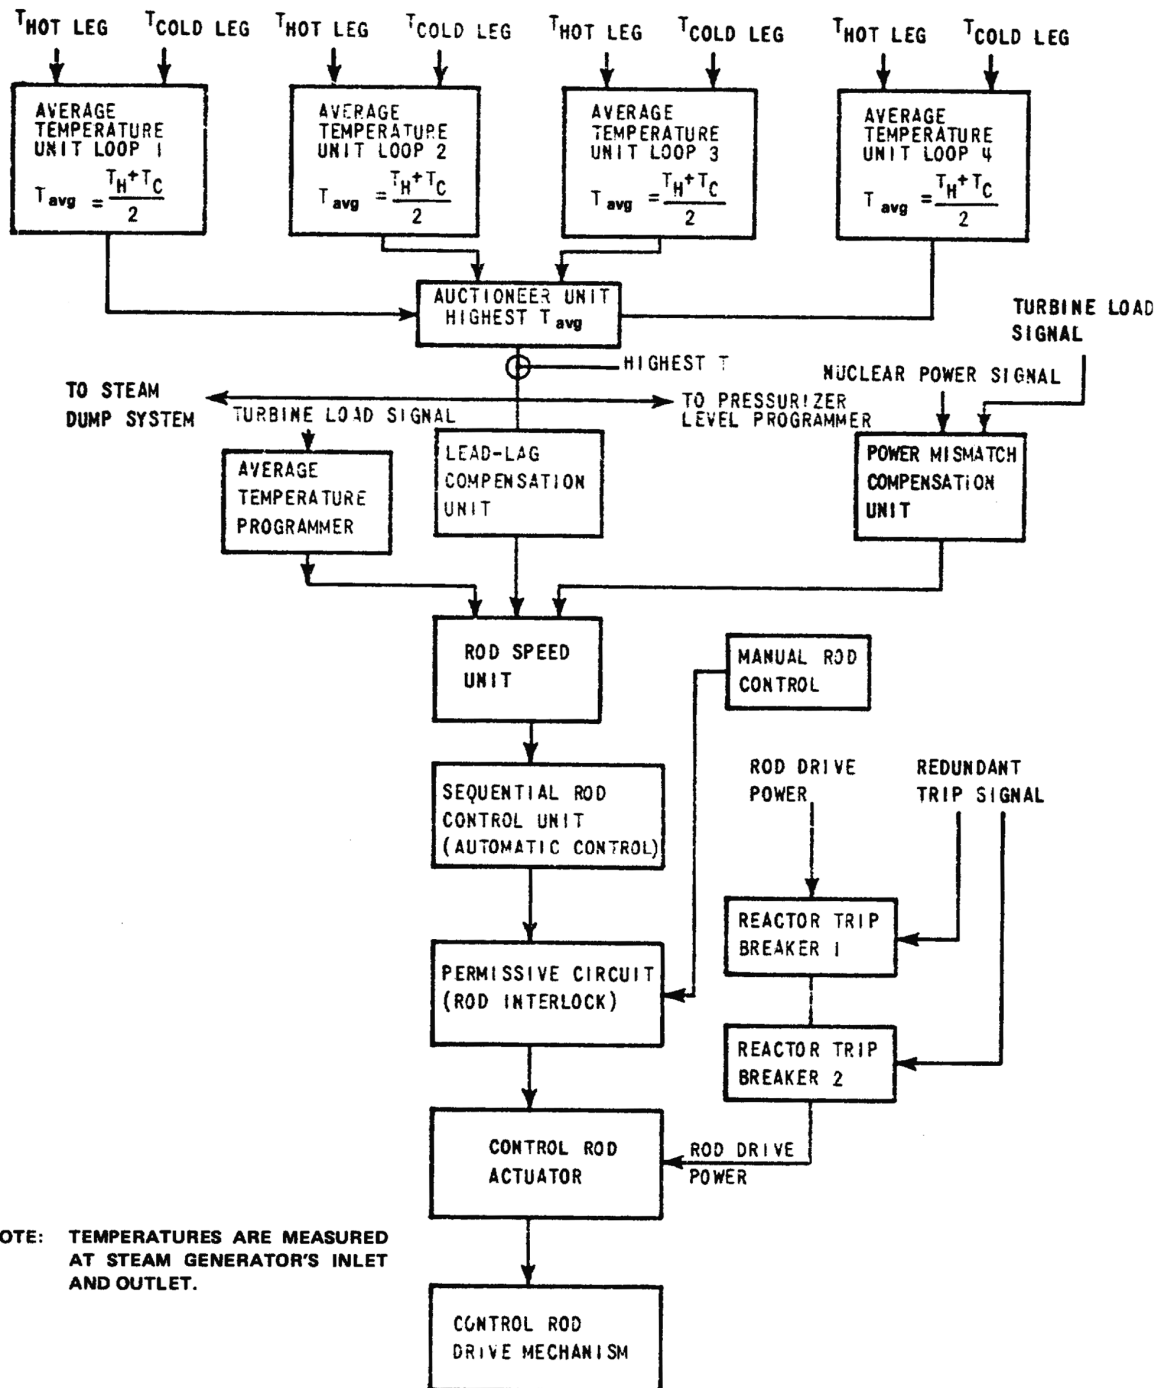 T HOT LEG T COLD LEG T HOT LEG T COLD LEG T HOT LEG T COLD LEG T HOT LEG T COLD LEG
AVERAGE
TEMPERATURE
UNIT LOOP 1
T avg = T H + T C / 2
AVERAGE
TEMPERATURE
UNIT LOOP 2
T avg = T H + T C / 2
AVERAGE
TEMPERATURE
UNIT LOOP 3
T avg = T H + T C / 2
AVERAGE
TEMPERATURE
UNIT LOOP 4
T avg = T H + T C / 2
AUCTIONEER UNIT
HIGHEST T avg
TURBINE LOAD
SIGNAL
HIGHEST T
NUCLEAR POWER SIGNAL
TO STEAM
DUMP SYSTEM
TO PRESSURIZER
LEVEL PROGRAMMER
TURBINE LOAD SIGNAL
AVERAGE
TEMPERATURE
PROGRAMMER
LEAD-LAG
COMPENSATION
UNIT
POWER MISMATCH
COMPENSATION
UNIT
ROD SPEED
UNIT
MANUAL ROD
CONTROL
SEQUENTIAL ROD
CONTROL UNIT
(AUTOMATIC CONTROL)
ROD DRIVE
POWER
REDUNDANT
TRIP SIGNAL
REACTOR TRIP
BREAKER 1
PERMISSIVE CIRCUIT
(ROD INTERLOCK)
REACTOR TRIP
BREAKER 2
CONTROL ROD
ACTUATOR
ROD DRIVE
POWER
OTE: TEMPERATURES ARE MEASURED
AT STEAM GENERATOR'S INLET
AND OUTLET.
CONTROL ROD
DRIVE MECHANISM